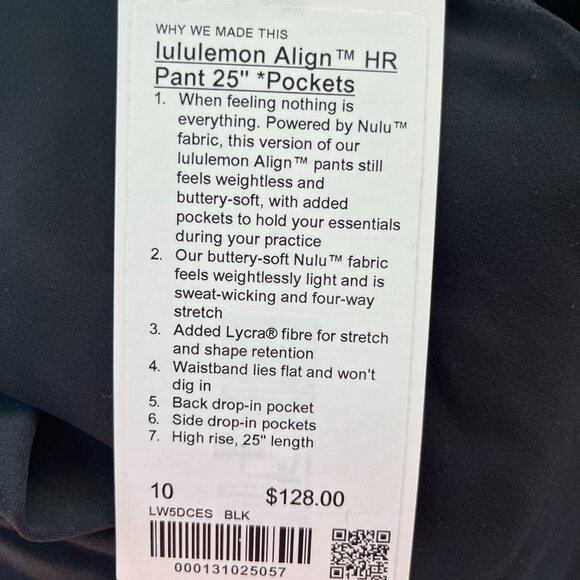 WHY WE MADE THIS
lululemon Align™ HR
Pant 25" *Pockets
1. When feeling nothing is
everything. Powered by Nulu™
fabric, this version of our
lululemon Align™ pants still
feels weightless and
buttery-soft, with added
pockets to hold your essentials
during your practice
2. Our buttery-soft Nulu™ fabric
feels weightlessly light and is
sweat-wicking and four-way
stretch
3. Added Lycra® fibre for stretch
and shape retention
4. Waistband lies flat and won't
dig in
5. Back drop-in pocket
6. Side drop-in pockets
7. High rise, 25" length
10 $128.00
LW5DCES BLK
000131025057